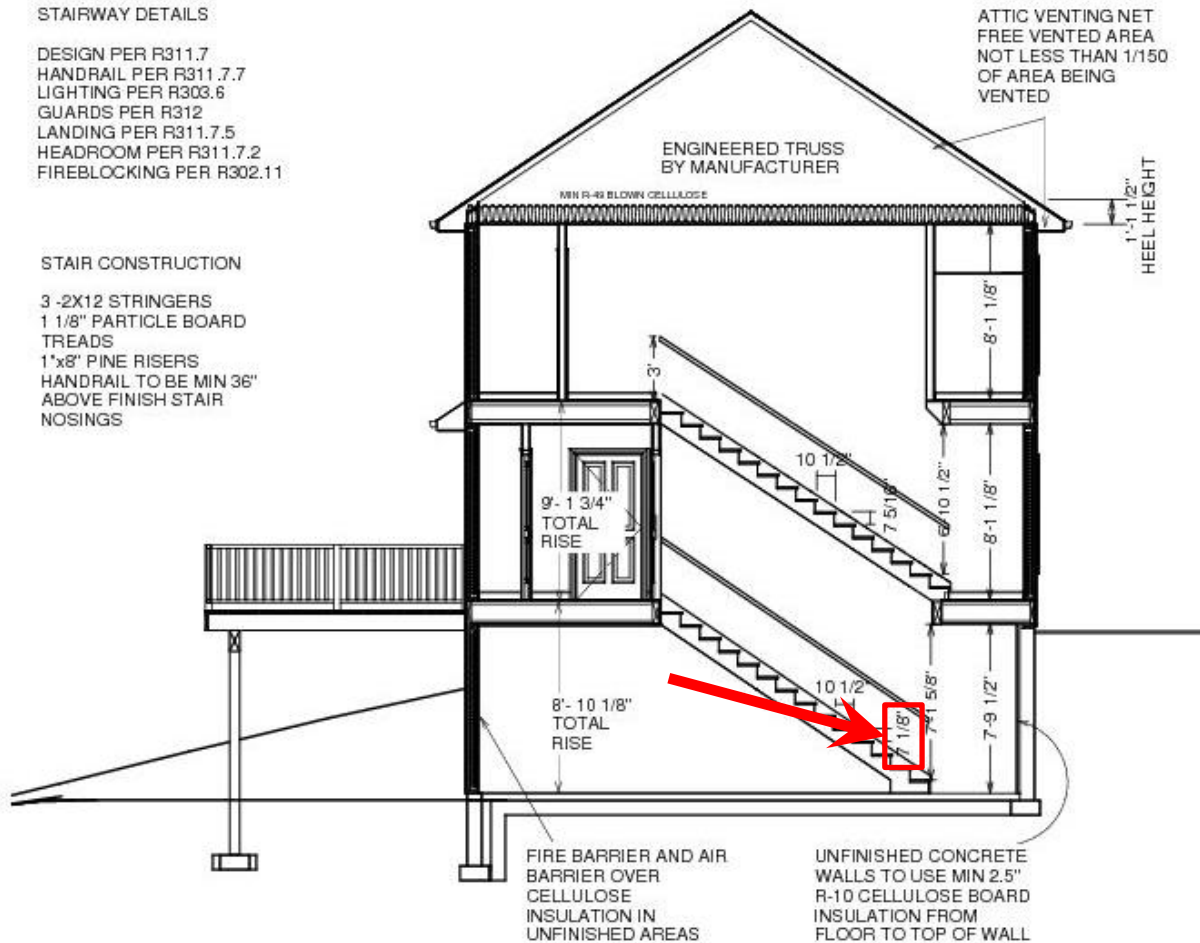 STAIRWAY DETAILS
DESIGN PER R311.7
HANDRAIL PER R311.7.7
LIGHTING PER R303.6
GUARDS PER R312
LANDING PER R311.7.5
HEADROOM PER R311.7.2
FIREBLOCKING PER R302.11
ATTIC VENTING NET
FREE VENTED AREA
NOT LESS THAN 1/150
OF AREA BEING
VENTED
ENGINEERED TRUSS
BY MANUFACTURER
MIN R-49 BLOWN CELLULOSE
1'-1 1/2"
HEEL HEIGHT
STAIR CONSTRUCTION
3 -2X12 STRINGERS
1 1/8" PARTICLE BOARD
TREADS
1"x8" PINE RISERS
HANDRAIL TO BE MIN 36"
ABOVE FINISH STAIR
NOSINGS
8'-1 1/8"
3'
10 1/2"
7 5/16"
10 1/2"
8'-1 1/8"
9'- 1 3/4"
TOTAL
RISE
8'- 10 1/8"
TOTAL
RISE
10 1/2"
7 1/8"
1 5/8"
7'-9 1/2"
FIRE BARRIER AND AIR
BARRIER OVER
CELLULOSE
INSULATION IN
UNFINISHED AREAS
UNFINISHED CONCRETE
WALLS TO USE MIN 2.5"
R-10 CELLULOSE BOARD
INSULATION FROM
FLOOR TO TOP OF WALL